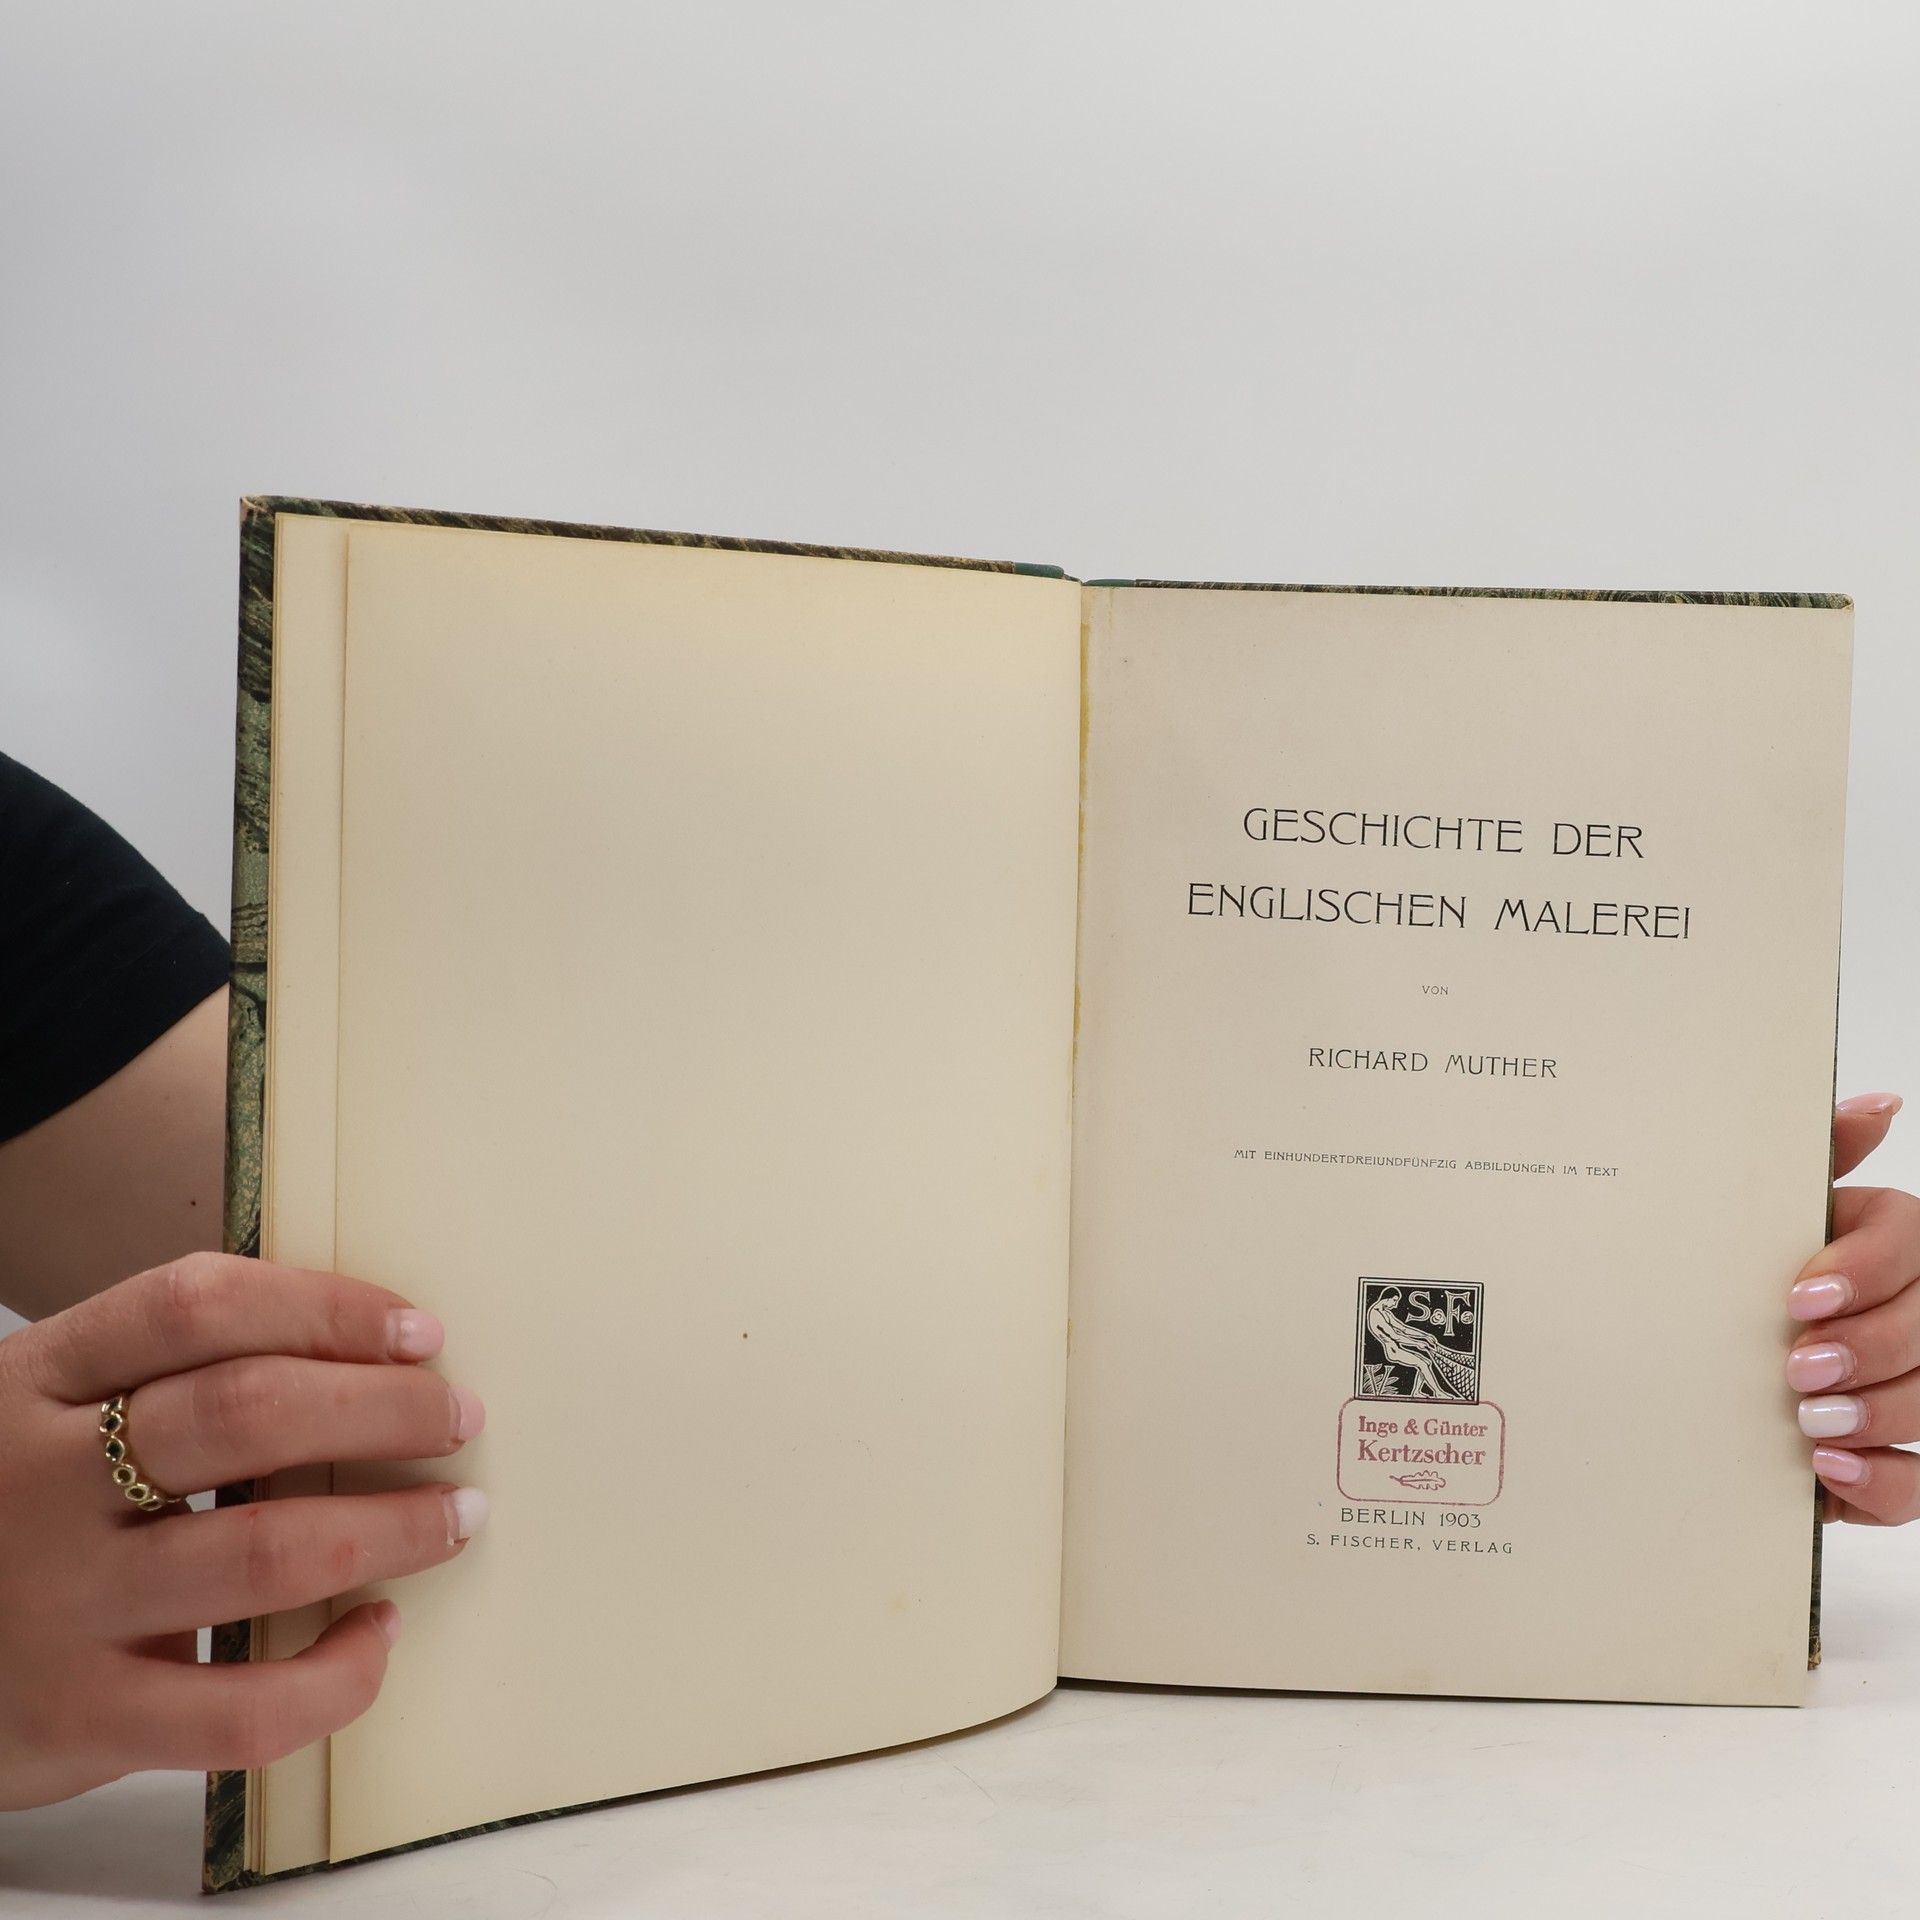 GESCHICHTE DER
ENGLISCHEN MALEREI
VON
RICHARD MUTHER
MIT EINHUNDERTDREIUNDFÜNFZIG ABBILDUNGEN IM TEXT
S. F.
V
Inge & Günter
Kertzscher
BERLIN 1903
S. FISCHER, VERLAG